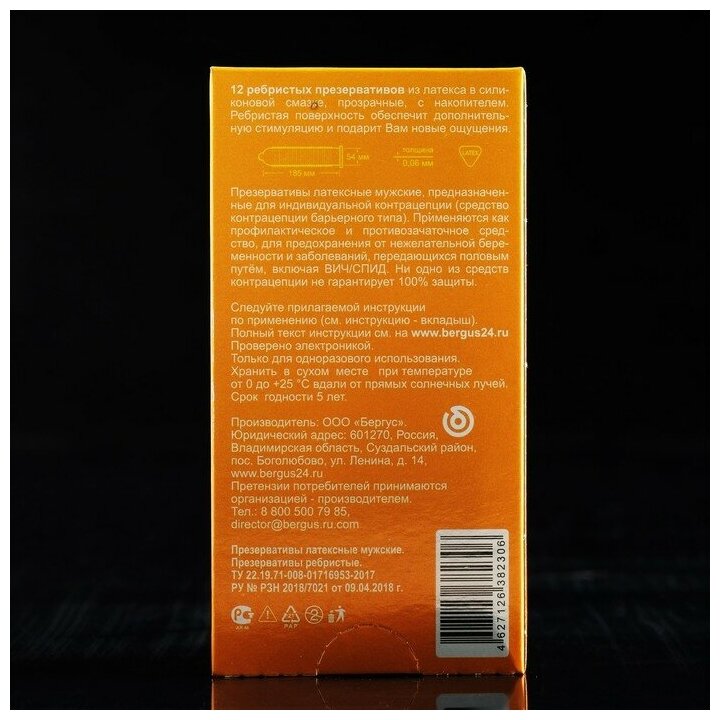 12 ребристых презервативов из латекса в сили-
коновой смазке, прозрачные, с накопителем.
Ребристая поверхность обеспечит дополнитель-
ную стимуляцию и подарит Вам новые ощущения.
54 мм
185 мм
толщина
0,06 мм
LATEX
Презервативы латексные мужские, предназначен-
ные для индивидуальной контрацепции (средство
контрацепции барьерного типа). Применяются как
профилактическое и противозачаточное сред-
ство, для предохранения от нежелательной бере-
менности и заболеваний, передающихся половым
путём, включая ВИЧ/СПИД. Ни одно из средств
контрацепции не гарантирует 100% защиты.
Следуйте прилагаемой инструкции
по применению (см. инструкцию - вкладыш).
Полный текст инструкции см. на www.bergus24.ru
Проверено электроникой.
Только для одноразового использования.
Хранить в сухом месте при температуре
от 0 до +25 °С вдали от прямых солнечных лучей.
Срок годности 5 лет.
Производитель: ООО «Бергус».
Юридический адрес: 601270, Россия,
Владимирская область, Суздальский район,
пос. Боголюбово, ул. Ленина, д. 14,
www.bergus24.ru
Претензии потребителей принимаются
организацией - производителем.
Тел.: 8 800 500 79 85,
director@bergus.ru.com
Презервативы латексные мужские.
Презервативы ребристые.
ТУ 22.19.71-008-01716953-2017
РУ № РЗН 2018/7021 от 09.04.2018 г.
PAP
2
4 627126 382306